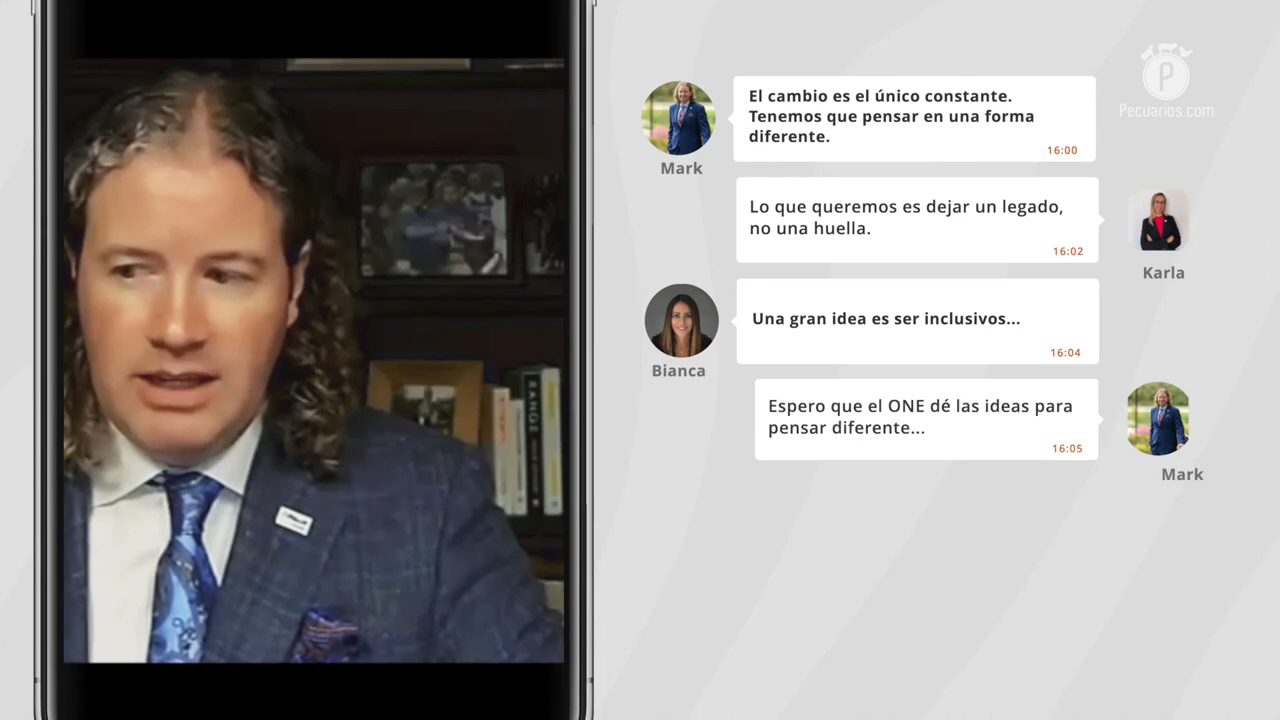 RANGE
P
Pecuarios.com
El cambio es el único constante.
Tenemos que pensar en una forma
diferente.
16:00
Mark
Lo que queremos es dejar un legado,
no una huella.
16:02
Karla
Una gran idea es ser inclusivos...
16:04
Bianca
Espero que el ONE dé las ideas para
pensar diferente...
16:05
Mark